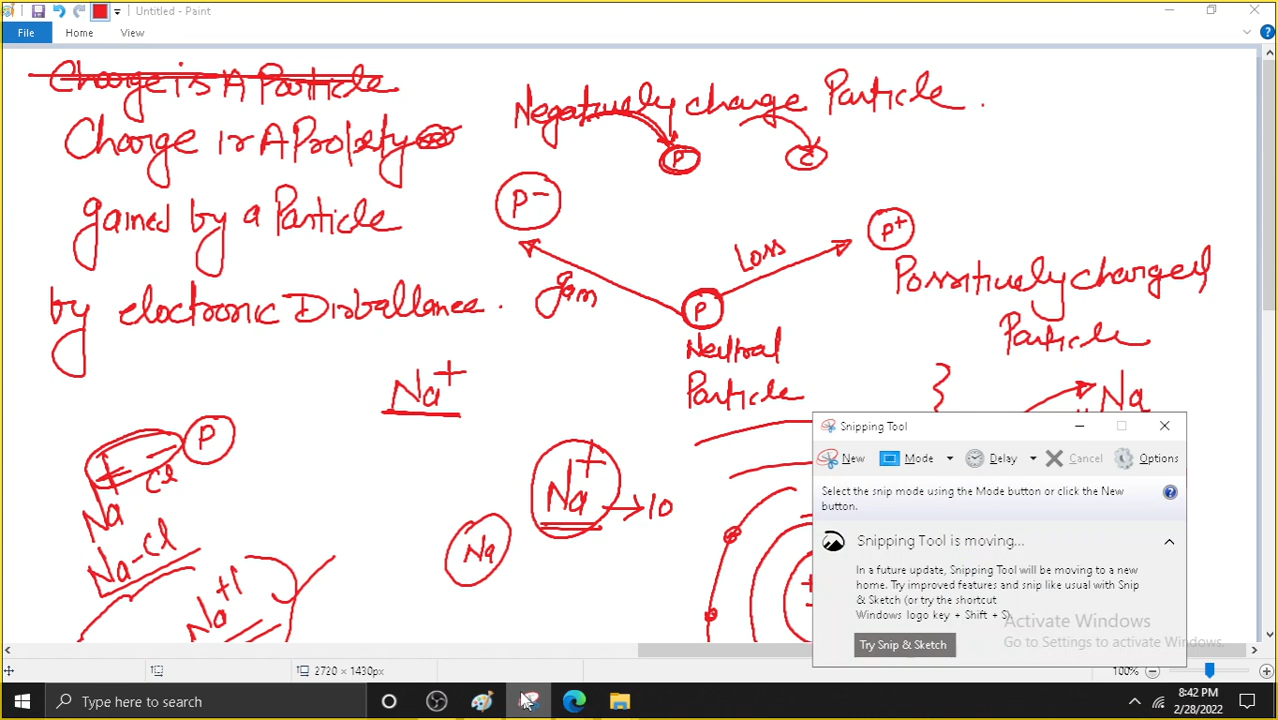 Untitled - Paint
File
Home
View
Charge is A Particle
Charge is A Property
gained by a Particle
by eloctronic Disballance.
Negatively charge Particle.
P
C
P-
gain
Loss
P+
Possitively charged
Particle
P
Neutral
Particle
Na+
Na
P
+
-
Cl
Na
Na-Cl
Na+1
Na+
→10
Na
Snipping Tool
New
Mode
Delay
Cancel
Options
Select the snip mode using the Mode button or click the New
button.
Snipping Tool is moving...
In a future update, Snipping Tool will be moving to a new
home. Try improved features and snip like usual with Snip
& Sketch (or try the shortcut
Windows logo key + Shift + S).
Try Snip & Sketch
Activate Windows
Go to Settings to activate Windows.
2720 × 1430px
100%
Type here to search
8:42 PM
2/28/2022